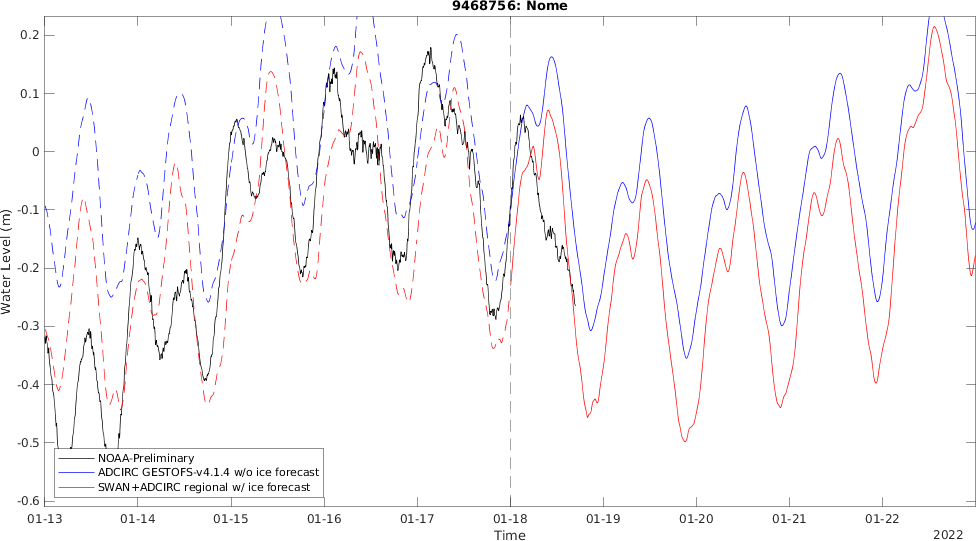 9468756: Nome
0.2
0.1
0
-0.1
-0.2
-0.3
-0.4
-0.5
-0.6
Water Level (m)
NOAA-Preliminary
ADCIRC GESTOFS-v4.1.4 w/o ice forecast
SWAN+ADCIRC regional w/ ice forecast
01-13 01-14 01-15 01-16 01-17 01-18 01-19 01-20 01-21 01-22
Time
2022